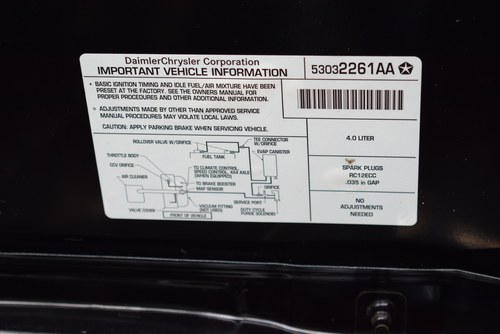 DaimlerChrysler Corporation
IMPORTANT VEHICLE INFORMATION
53032261AA
• BASIC IGNITION TIMING AND IDLE FUEL/AIR MIXTURE HAVE BEEN
PRESET AT THE FACTORY. SEE THE OWNERS MANUAL FOR
PROPER PROCEDURES AND OTHER ADDITIONAL INFORMATION.
• ADJUSTMENTS MADE BY OTHER THAN APPROVED SERVICE
MANUAL PROCEDURES MAY VIOLATE LOCAL LAWS.
CAUTION: APPLY PARKING BRAKE WHEN SERVICING VEHICLE.
ROLLOVER VALVE W/ORIFICE
TEE CONNECTOR
W/ORIFICE
FUEL TANK
EVAP CANISTER
THROTTLE BODY
CCV ORIFICE
AIR CLEANER
TO CLIMATE CONTROL
SPEED CONTROL, 4X4 AXLE
(WHEN EQUIPPED)
TO BRAKE BOOSTER
MAP SENSOR
ORIFICE
SERVICE PORT
VALVE COVER
VACUUM FITTING
(NOT USED)
DUTY CYCLE
PURGE SOLENOID
FRONT OF VEHICLE
4.0 LITER
SPARK PLUGS
RC12ECC
.035 in GAP
NO
ADJUSTMENTS
NEEDED